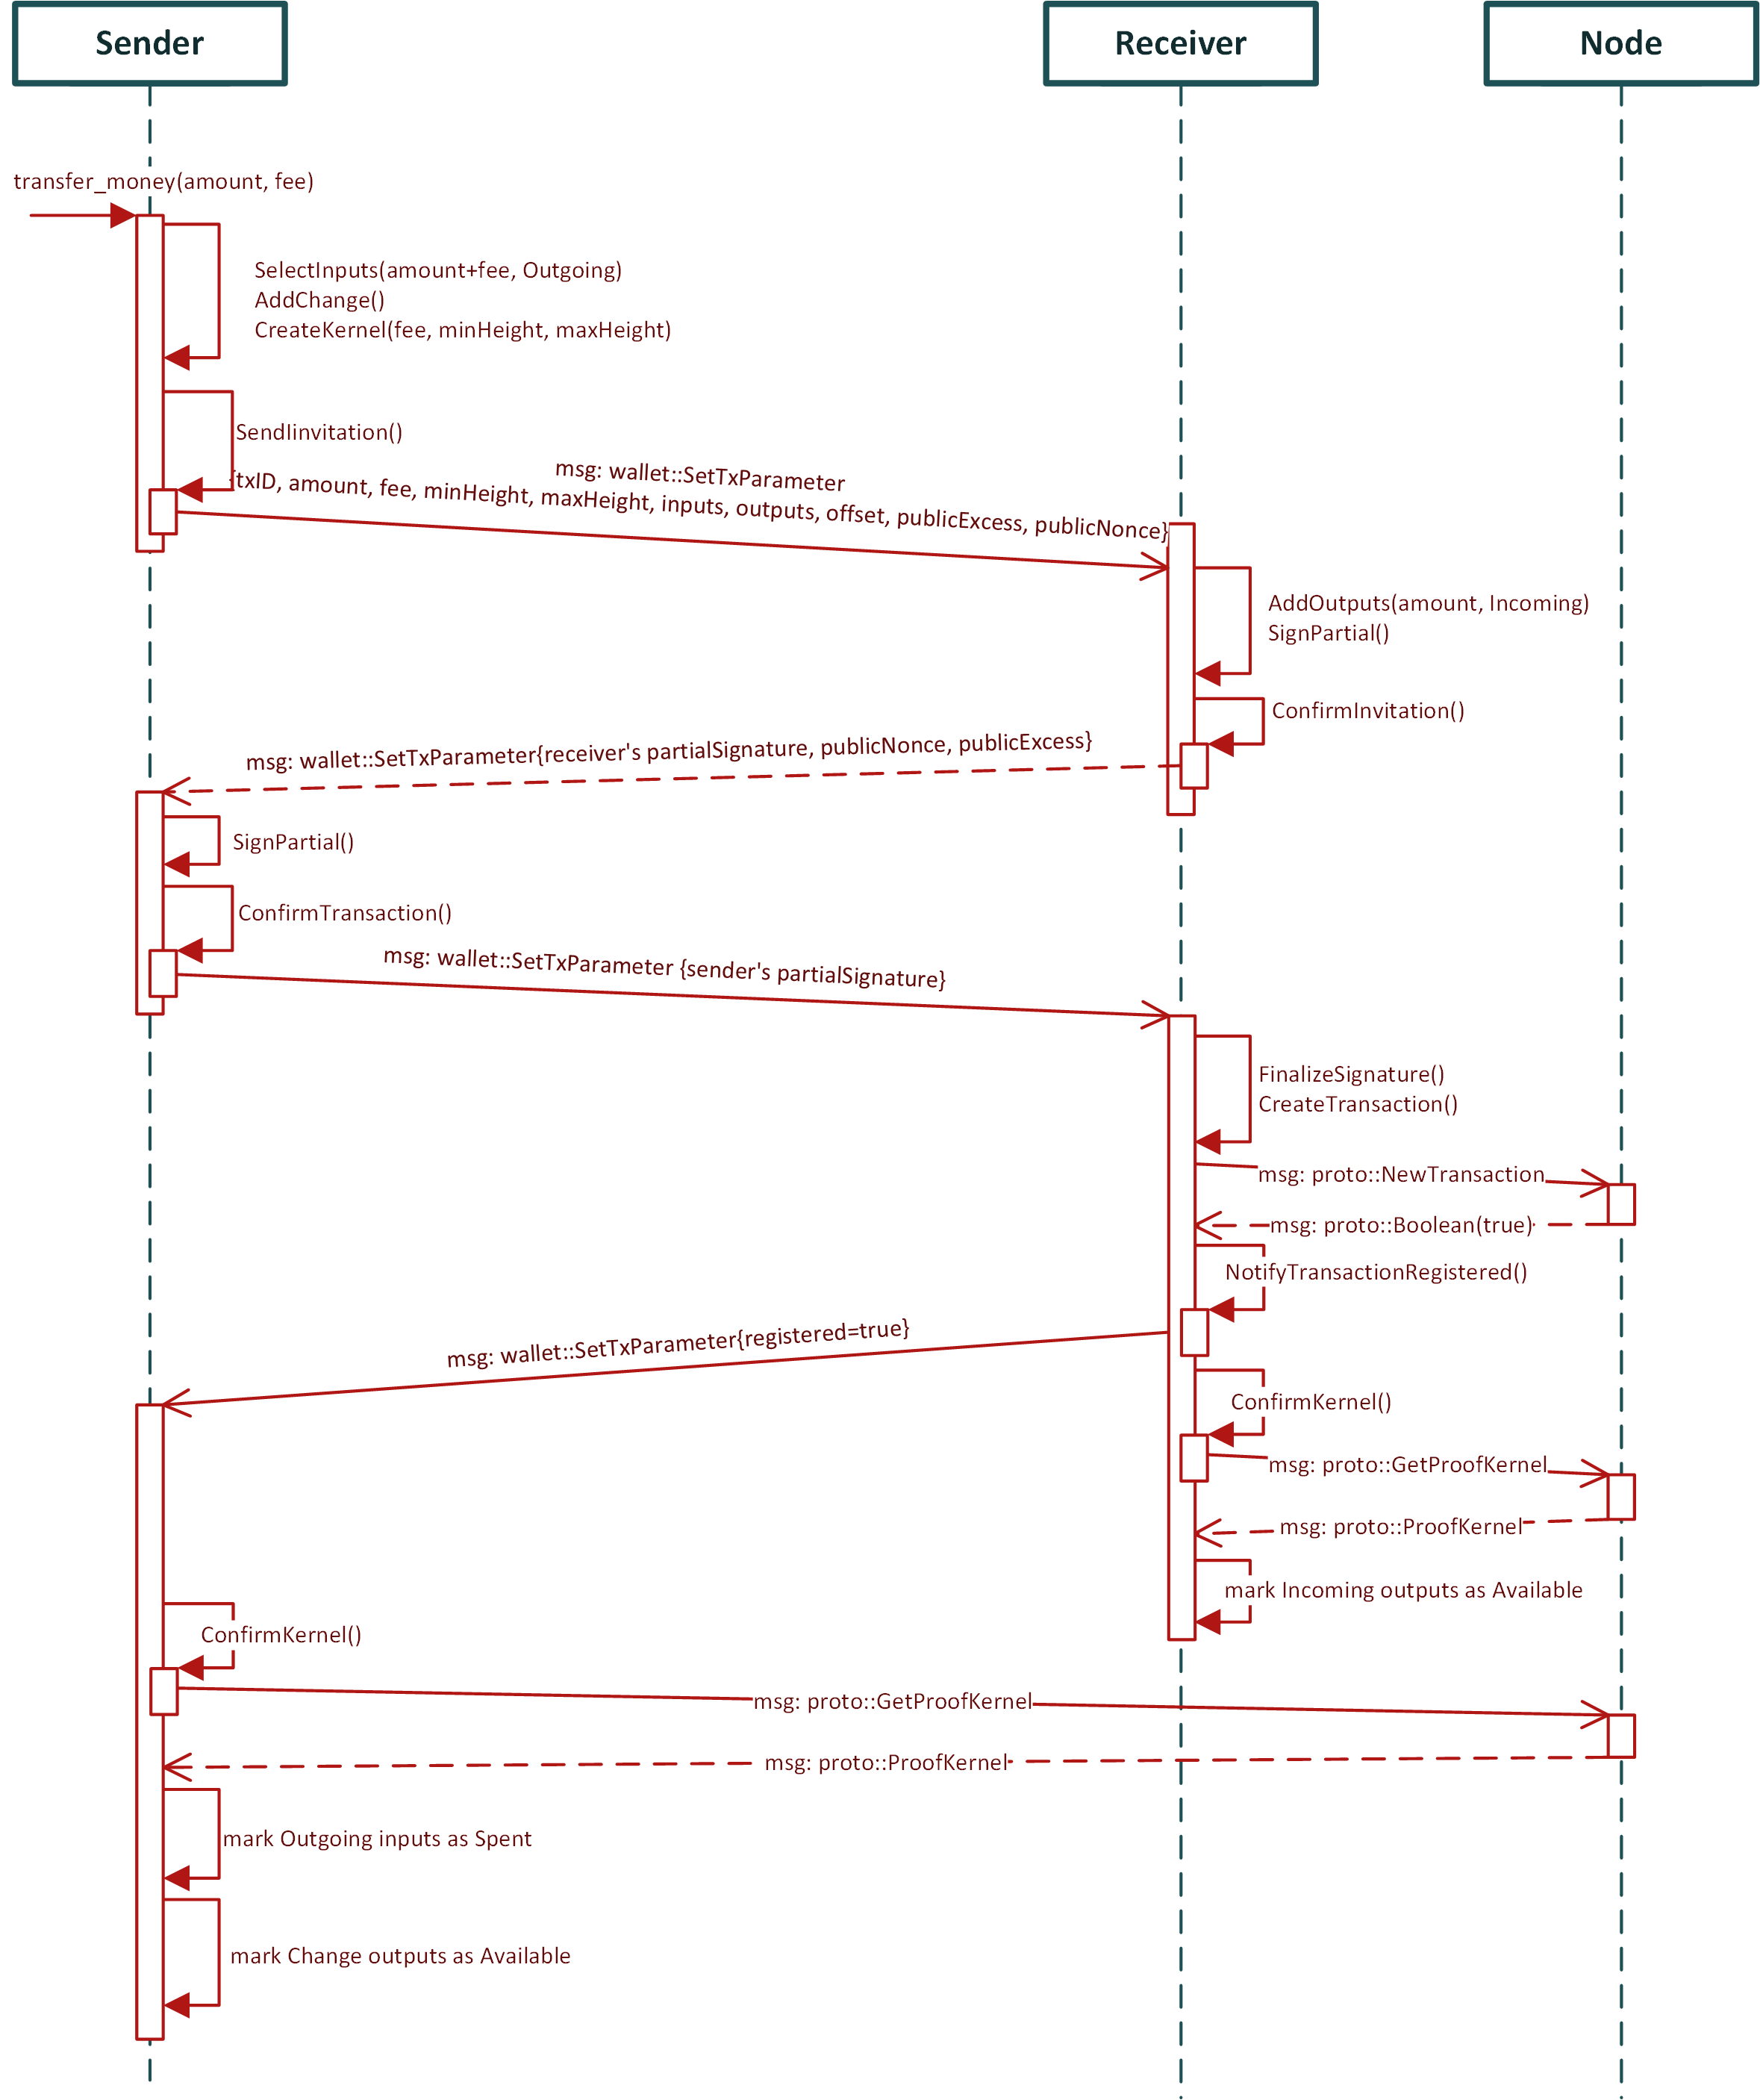 Sender
Receiver
Node
transfer_money(amount, fee)
SelectInputs(amount+fee, Outgoing)
AddChange()
CreateKernel(fee, minHeight, maxHeight)
SendIinvitation()
msg: wallet::SetTxParameter
{txID, amount, fee, minHeight, maxHeight, inputs, outputs, offset, publicExcess, publicNonce}
AddOutputs(amount, Incoming)
SignPartial()
ConfirmInvitation()
msg: wallet::SetTxParameter{receiver's partialSignature, publicNonce, publicExcess}
SignPartial()
ConfirmTransaction()
msg: wallet::SetTxParameter {sender's partialSignature}
FinalizeSignature()
CreateTransaction()
msg: proto::NewTransaction
msg: proto::Boolean(true)
NotifyTransactionRegistered()
msg: wallet::SetTxParameter{registered=true}
ConfirmKernel()
msg: proto::GetProofKernel
msg: proto::ProofKernel
mark Incoming outputs as Available
ConfirmKernel()
msg: proto::GetProofKernel
msg: proto::ProofKernel
mark Outgoing inputs as Spent
mark Change outputs as Available